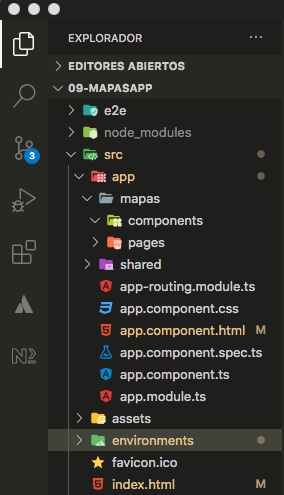 EXPLORADOR
EDITORES ABIERTOS
09-MAPASAPP
e2e
node_modules
src
app
mapas
components
pages
shared
app-routing.module.ts
app.component.css
app.component.html M
app.component.spec.ts
app.component.ts
app.module.ts
assets
environments
favicon.ico
index.html M
3